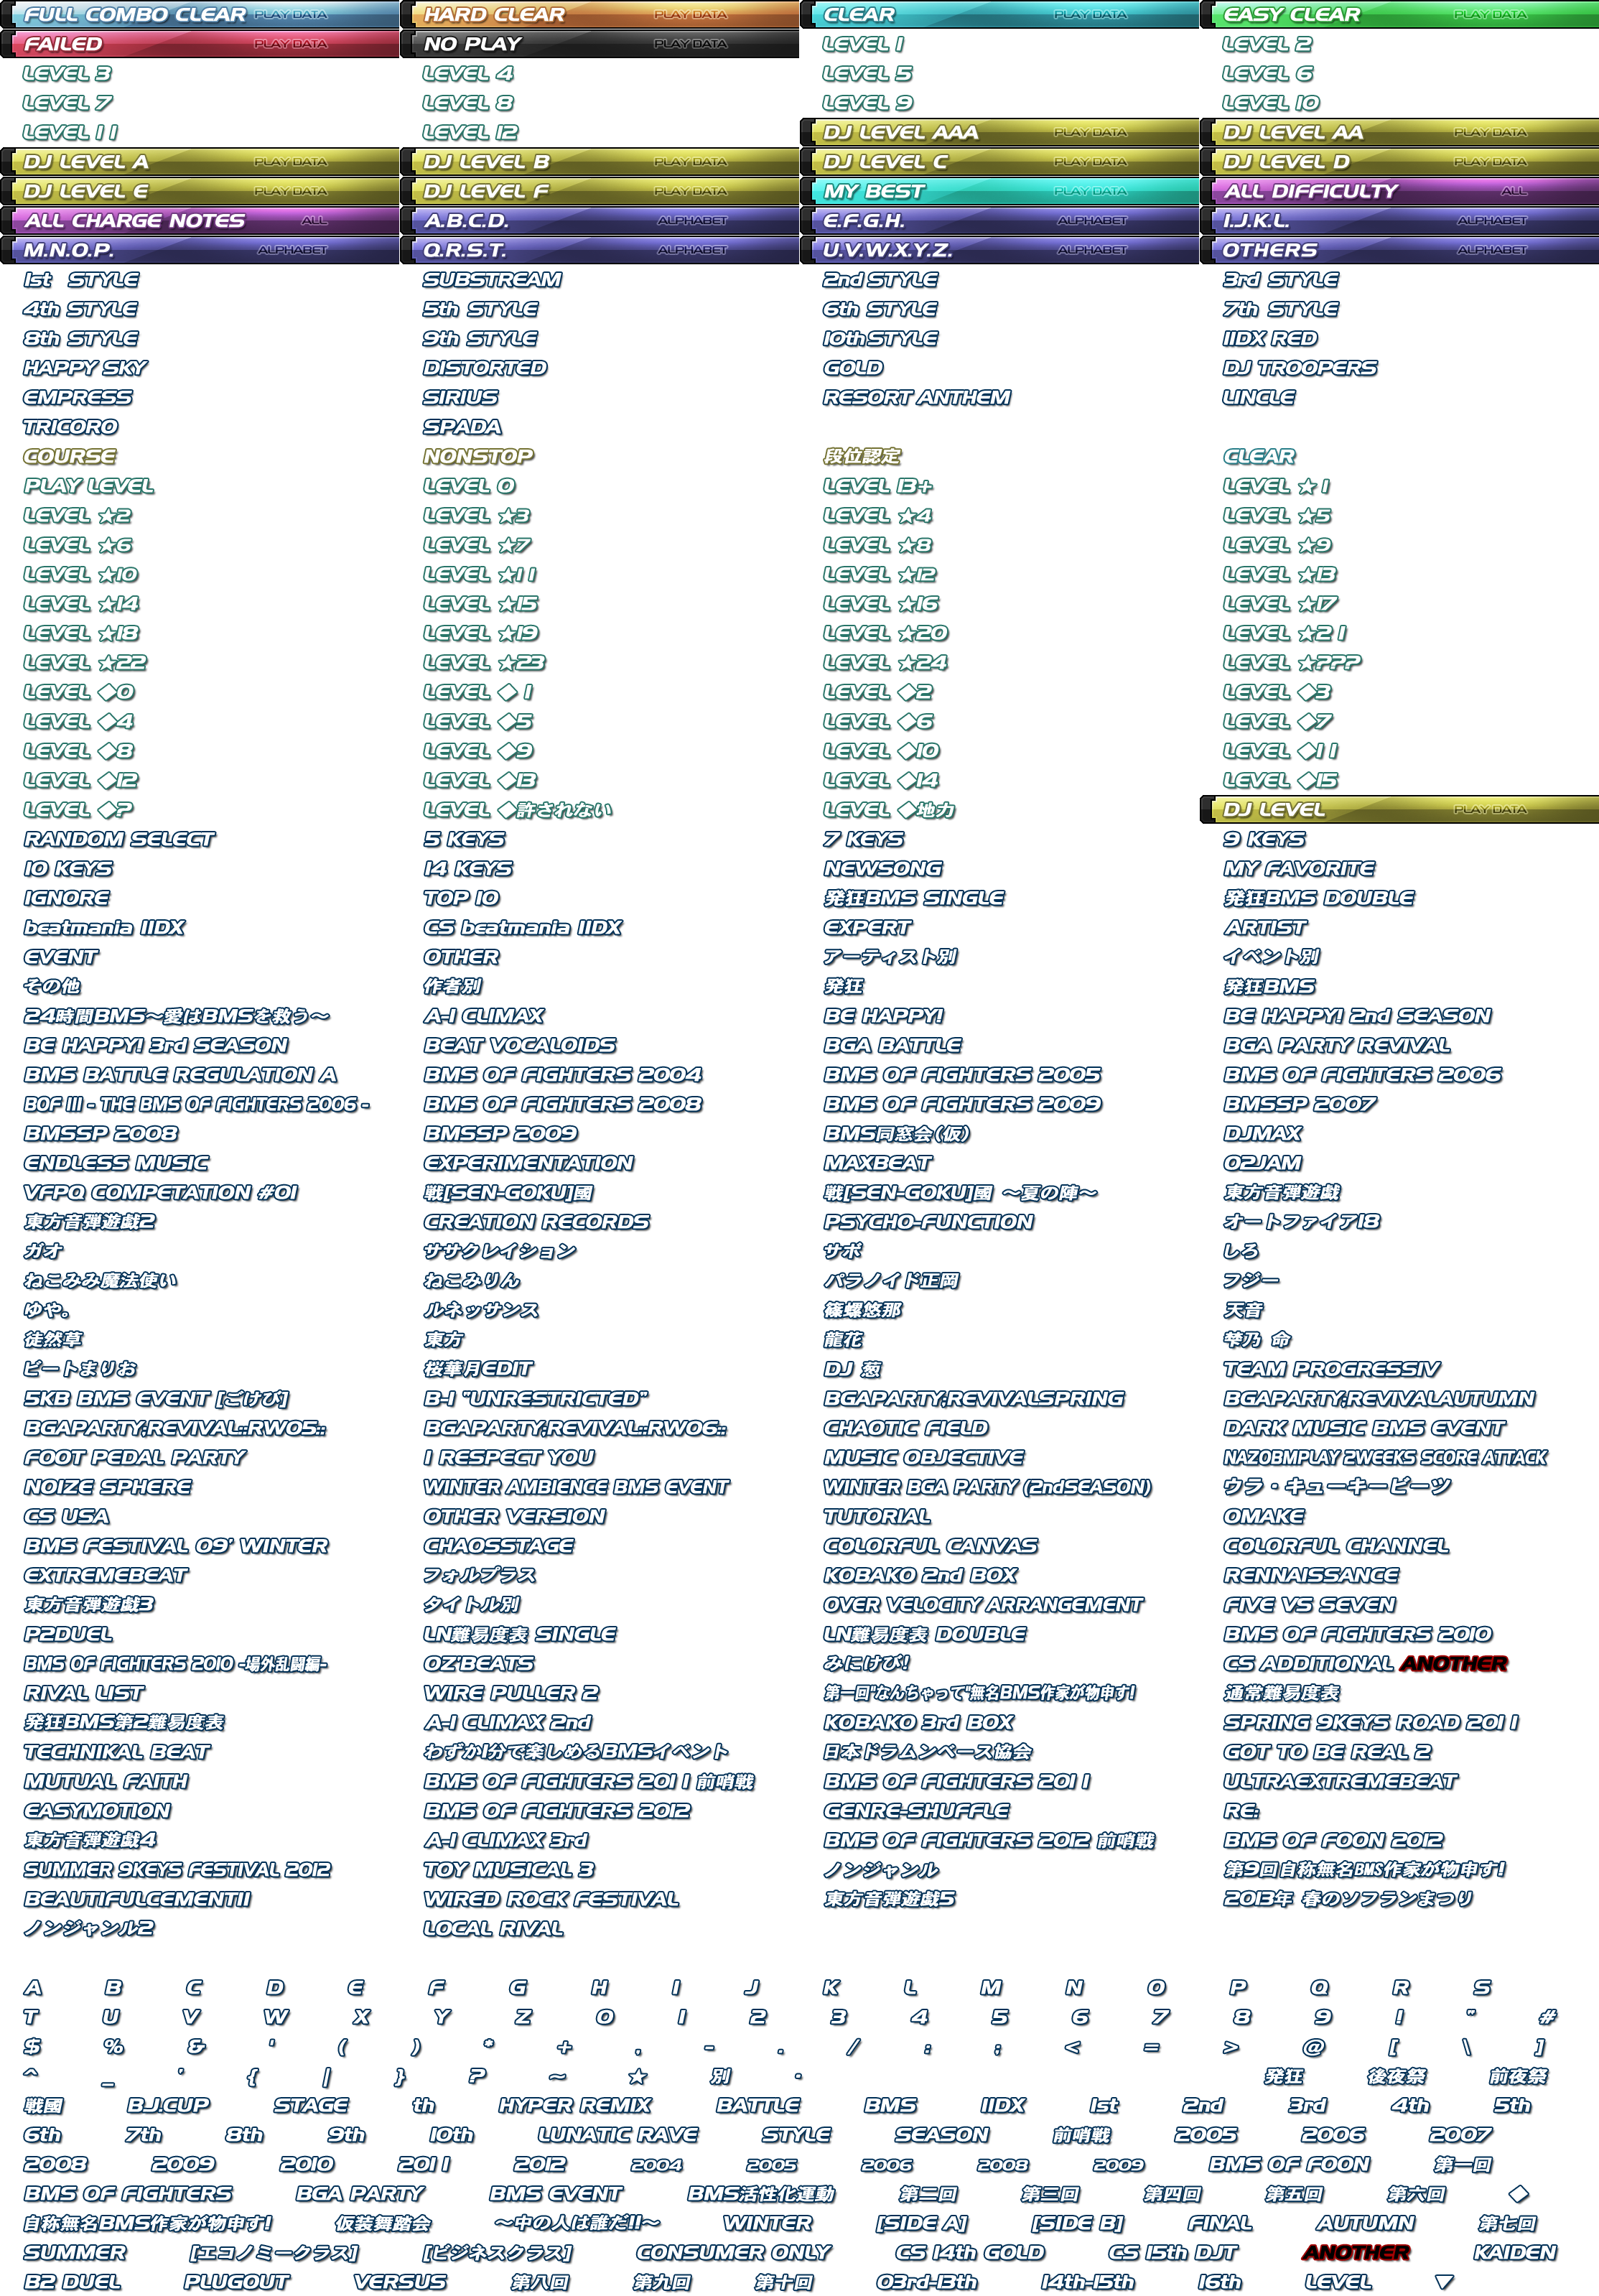 FULL COMBO CLEAR PLAY DATA HARD CLEAR PLAY DATA CLEAR PLAY DATA EASY CLEAR PLAY DATA
FAILED PLAY DATA NO PLAY PLAY DATA LEVEL 1 LEVEL 2
LEVEL 3 LEVEL 4 LEVEL 5 LEVEL 6
LEVEL 7 LEVEL 8 LEVEL 9 LEVEL 10
LEVEL 11 LEVEL 12 DJ LEVEL AAA PLAY DATA DJ LEVEL AA PLAY DATA
DJ LEVEL A PLAY DATA DJ LEVEL B PLAY DATA DJ LEVEL C PLAY DATA DJ LEVEL D PLAY DATA
DJ LEVEL E PLAY DATA DJ LEVEL F PLAY DATA MY BEST PLAY DATA ALL DIFFICULTY ALL
ALL CHARGE NOTES ALL A.B.C.D. ALPHABET E.F.G.H. ALPHABET I.J.K.L. ALPHABET
M.N.O.P. ALPHABET Q.R.S.T. ALPHABET U.V.W.X.Y.Z. ALPHABET OTHERS ALPHABET
1st STYLE SUBSTREAM 2nd STYLE 3rd STYLE
4th STYLE 5th STYLE 6th STYLE 7th STYLE
8th STYLE 9th STYLE 10th STYLE IIDX RED
HAPPY SKY DISTORTED GOLD DJ TROOPERS
EMPRESS SIRIUS RESORT ANTHEM LINCLE
TRICORO SPADA
COURSE NONSTOP 段位認定 CLEAR
PLAY LEVEL LEVEL 0 LEVEL 13+ LEVEL ★1
LEVEL ★2 LEVEL ★3 LEVEL ★4 LEVEL ★5
LEVEL ★6 LEVEL ★7 LEVEL ★8 LEVEL ★9
LEVEL ★10 LEVEL ★11 LEVEL ★12 LEVEL ★13
LEVEL ★14 LEVEL ★15 LEVEL ★16 LEVEL ★17
LEVEL ★18 LEVEL ★19 LEVEL ★20 LEVEL ★21
LEVEL ★22 LEVEL ★23 LEVEL ★24 LEVEL ★???
LEVEL ◆0 LEVEL ◆1 LEVEL ◆2 LEVEL ◆3
LEVEL ◆4 LEVEL ◆5 LEVEL ◆6 LEVEL ◆7
LEVEL ◆8 LEVEL ◆9 LEVEL ◆10 LEVEL ◆11
LEVEL ◆12 LEVEL ◆13 LEVEL ◆14 LEVEL ◆15
LEVEL ◆? LEVEL ◆許されない LEVEL ◆地力 DJ LEVEL PLAY DATA
RANDOM SELECT 5 KEYS 7 KEYS 9 KEYS
10 KEYS 14 KEYS NEWSONG MY FAVORITE
IGNORE TOP 10 発狂BMS SINGLE 発狂BMS DOUBLE
beatmania IIDX CS beatmania IIDX EXPERT ARTIST
EVENT OTHER アーティスト別 イベント別
その他 作者別 発狂 発狂BMS
24時間BMS〜愛はBMSを救う〜 A-1 CLIMAX BE HAPPY! BE HAPPY! 2nd SEASON
BE HAPPY! 3rd SEASON BEAT VOCALOIDS BGA BATTLE BGA PARTY REVIVAL
BMS BATTLE REGULATION A BMS OF FIGHTERS 2004 BMS OF FIGHTERS 2005 BMS OF FIGHTERS 2006
BOF III - THE BMS OF FIGHTERS 2006 - BMS OF FIGHTERS 2008 BMS OF FIGHTERS 2009 BMSSP 2007
BMSSP 2008 BMSSP 2009 BMS同窓会(仮) DJMAX
ENDLESS MUSIC EXPERIMENTATION MAXBEAT O2JAM
VFPQ COMPETATION #01 戦[SEN-GOKU]國 戦[SEN-GOKU]國 〜夏の陣〜 東方音弾遊戯
東方音弾遊戯2 CREATION RECORDS PSYCHO-FUNCTION オートファイア18
ガオ ササクレイション サボ しろ
ねこみみ魔法使い ねこみりん パラノイド正岡 フジー
ゆや。 ルネッサンス 篠螺悠那 天音
徒然草 東方 龍花 梺乃 命
ビートまりお 桜華月EDIT DJ 葱 TEAM PROGRESSIV
5KB BMS EVENT [ごけび] B-1 "UNRESTRICTED" BGAPARTY;REVIVALSPRING BGAPARTY;REVIVALAUTUMN
BGAPARTY;REVIVAL::RW05:: BGAPARTY;REVIVAL::RW06:: CHAOTIC FIELD DARK MUSIC BMS EVENT
FOOT PEDAL PARTY I RESPECT YOU MUSIC OBJECTIVE NAZOBMPLAY 2WEEKS SCORE ATTACK
NOIZE SPHERE WINTER AMBIENCE BMS EVENT WINTER BGA PARTY (2ndSEASON) ウラ・キューキービーツ
CS USA OTHER VERSION TUTORIAL OMAKE
BMS FESTIVAL 09' WINTER CHAOSSTAGE COLORFUL CANVAS COLORFUL CHANNEL
EXTREMEBEAT フォルプラス KOBAKO 2nd BOX RENNAISSANCE
東方音弾遊戯3 タイトル別 OVER VELOCITY ARRANGEMENT FIVE VS SEVEN
P2DUEL LN難易度表 SINGLE LN難易度表 DOUBLE BMS OF FIGHTERS 2010
BMS OF FIGHTERS 2010 -場外乱闘編- OZ'BEATS みにけび! CS ADDITIONAL ANOTHER
RIVAL LIST WIRE PULLER 2 第一回"なんちゃって"無名BMS作家が物申す! 通常難易度表
発狂BMS第2難易度表 A-1 CLIMAX 2nd KOBAKO 3rd BOX SPRING 9KEYS ROAD 2011
TECHNIKAL BEAT わずか1分で楽しめるBMSイベント 日本ドラムンベース協会 GOT TO BE REAL 2
MUTUAL FAITH BMS OF FIGHTERS 2011 前哨戦 BMS OF FIGHTERS 2011 ULTRAEXTREMEBEAT
EASYMOTION BMS OF FIGHTERS 2012 GENRE-SHUFFLE RE:
東方音弾遊戯4 A-1 CLIMAX 3rd BMS OF FIGHTERS 2012 前哨戦 BMS OF FOON 2012
SUMMER 9KEYS FESTIVAL 2012 TOY MUSICAL 3 ノンジャンル 第9回自称無名BMS作家が物申す!
BEAUTIFULCEMENTII WIRED ROCK FESTIVAL 東方音弾遊戯5 2013年 春のソフランまつり
ノンジャンル2 LOCAL RIVAL
A B C D E F G H I J K L M N O P Q R S
T U V W X Y Z 0 1 2 3 4 5 6 7 8 9 ! " #
$ % & ' ( ) * + , - . / : ; < = > @ [ \ ]
^ _ ` { | } ? ～ ★ 別 ・ 発狂 後夜祭 前夜祭
戦國 B.J.CUP STAGE th HYPER REMIX BATTLE BMS IIDX 1st 2nd 3rd 4th 5th
6th 7th 8th 9th 10th LUNATIC RAVE STYLE SEASON 前哨戦 2005 2006 2007
2008 2009 2010 2011 2012 2004 2005 2006 2008 2009 BMS OF FOON 第一回
BMS OF FIGHTERS BGA PARTY BMS EVENT BMS活性化運動 第二回 第三回 第四回 第五回 第六回 ◆
自称無名BMS作家が物申す! 仮装舞踏会 〜中の人は誰だ!!〜 WINTER [SIDE A] [SIDE B] FINAL AUTUMN 第七回
SUMMER [エコノミークラス] [ビジネスクラス] CONSUMER ONLY CS 14th GOLD CS 15th DJT ANOTHER KAIDEN
B2 DUEL PLUGOUT VERSUS 第八回 第九回 第十回 03rd-13th 14th-15th 16th LEVEL ▼